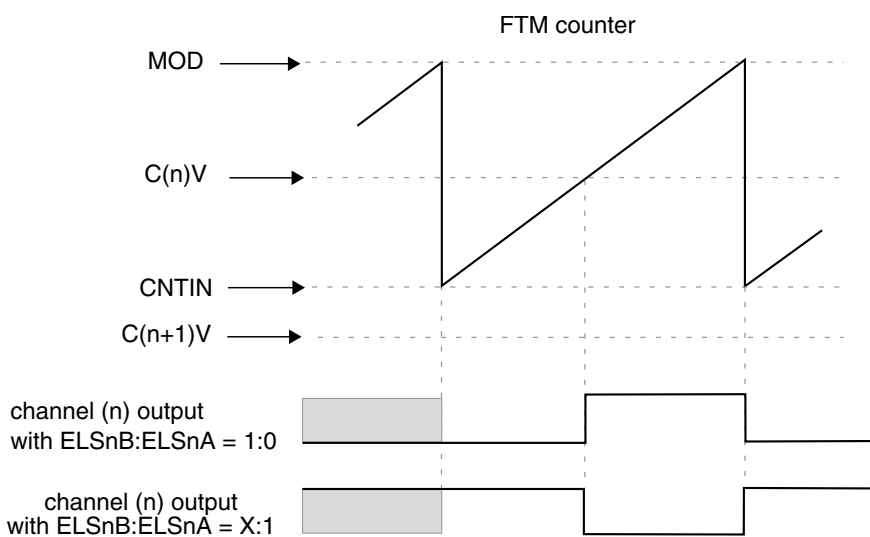 FTM counter
MOD
C(n)V
CNTIN
C(n+1)V
channel (n) output
with ELSnB:ELSnA = 1:0
channel (n) output
with ELSnB:ELSnA = X:1